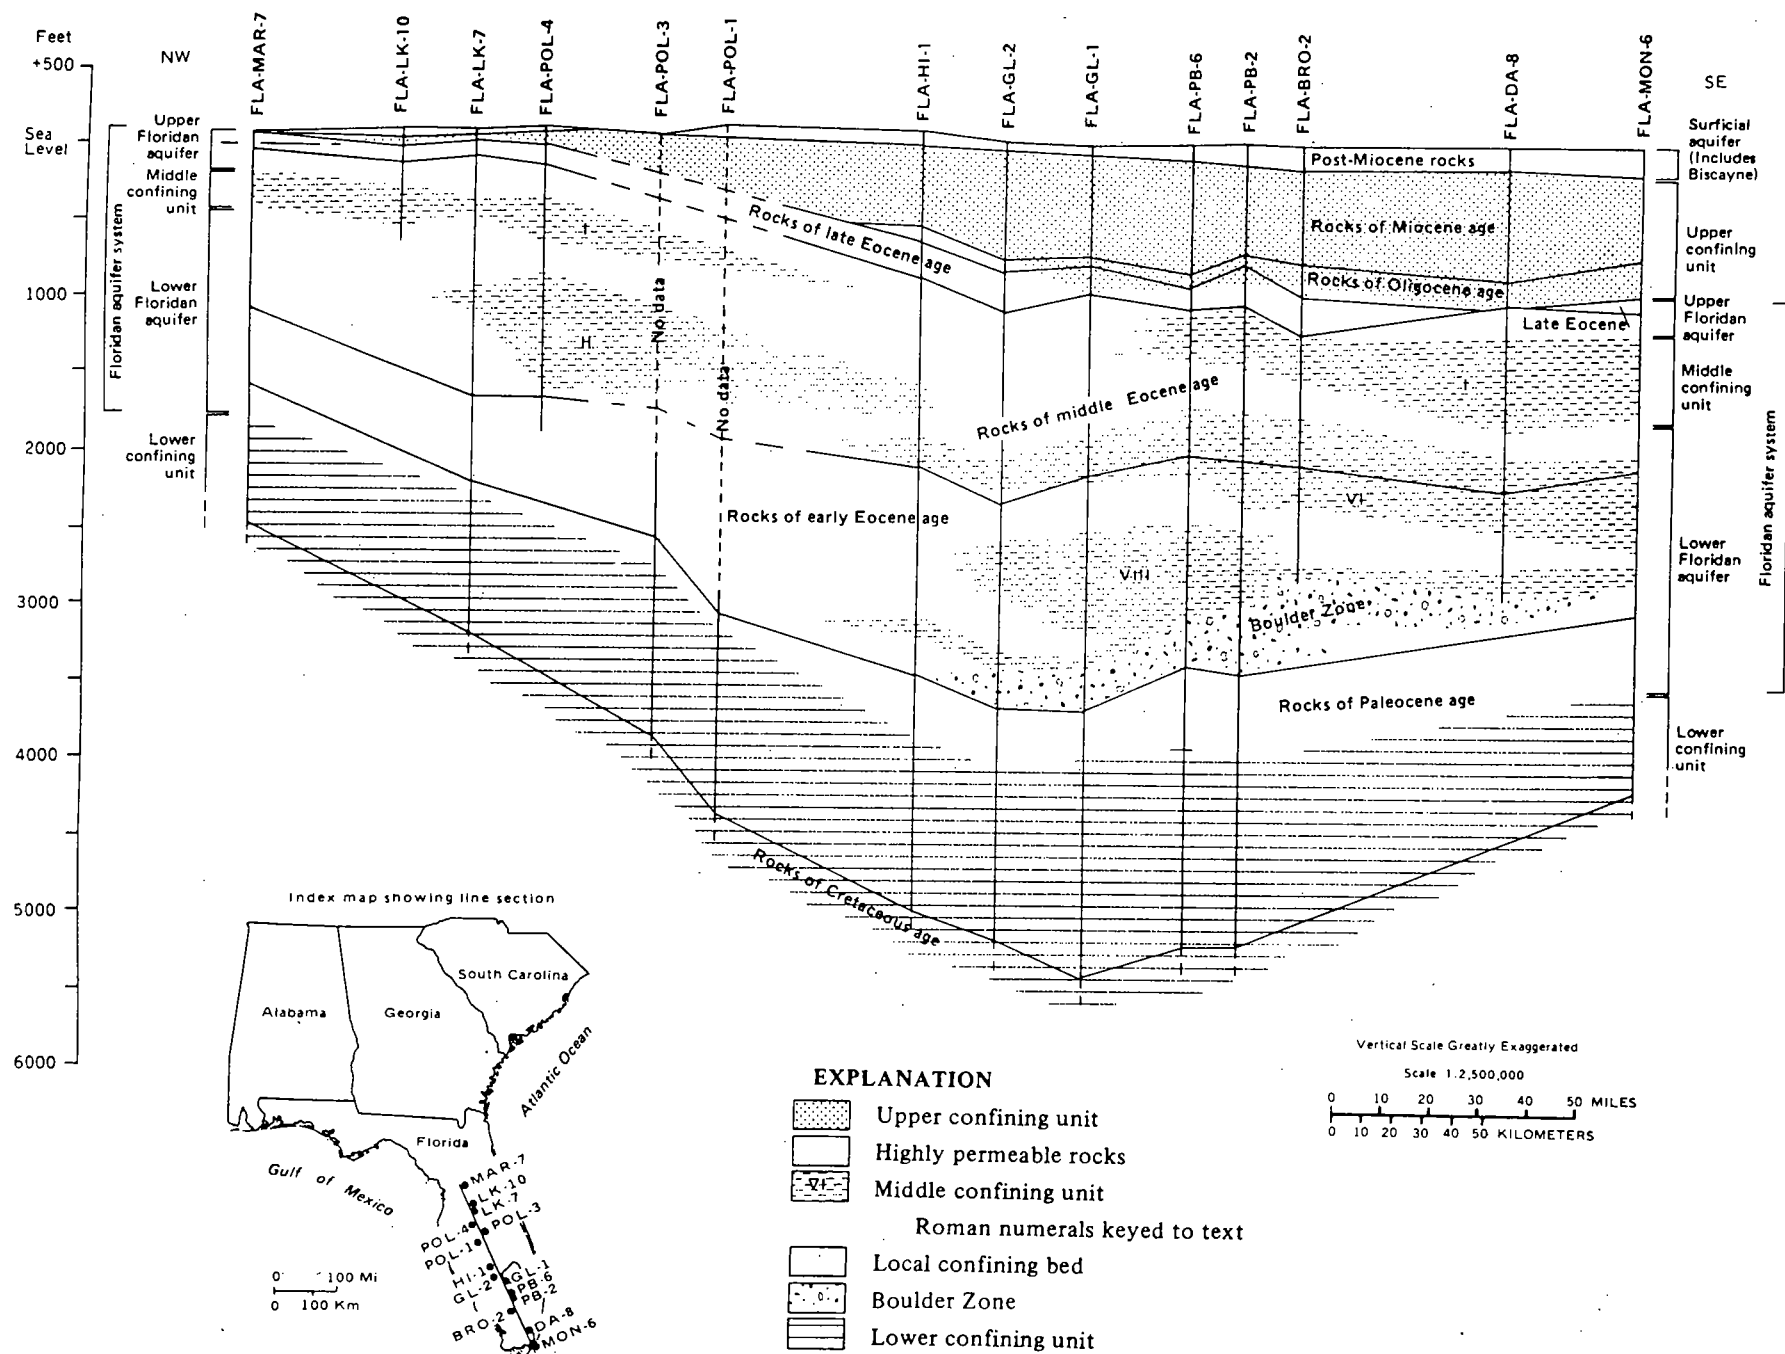 Feet
+500
Sea
Level
1000
2000
3000
4000
5000
6000
NW
SE
FLA-MAR-7
FLA-LK-10
FLA-LK-7
FLA-POL-4
FLA-POL-3
FLA-POL-1
FLA-HI-1
FLA-GL-2
FLA-GL-1
FLA-PB-6
FLA-PB-2
FLA-BRO-2
FLA-DA-8
FLA-MON-6
Upper
Floridan
aquifer
Middle
confining
unit
Lower
Floridan
aquifer
Lower
confining
unit
Floridan aquifer system
Surficial
aquifer
(Includes
Biscayne)
Upper
confining
unit
Upper
Floridan
aquifer
Middle
confining
unit
Lower
Floridan
aquifer
Lower
confining
unit
Floridan aquifer system
Post-Miocene rocks
Rocks of Miocene age
Rocks of Oligocene age
Late Eocene
Rocks of late Eocene age
I
II
No data
No data
Rocks of middle Eocene age
I
VI
Rocks of early Eocene age
VIII
Boulder Zone
Rocks of Paleocene age
Rocks of Cretaceous age
Index map showing line section
South Carolina
Alabama
Georgia
Atlantic Ocean
Florida
Gulf of Mexico
MAR-7
LK-10
LK-7
POL-3
POL-4
POL-1
HI-1
GL-2
GL-1
PB-6
PB-2
BRO-2
DA-8
MON-6
0 100 Mi
0 100 Km
EXPLANATION
Upper confining unit
Highly permeable rocks
VI Middle confining unit
Roman numerals keyed to text
Local confining bed
Boulder Zone
Lower confining unit
Vertical Scale Greatly Exaggerated
Scale 1:2,500,000
0 10 20 30 40 50 MILES
0 10 20 30 40 50 KILOMETERS